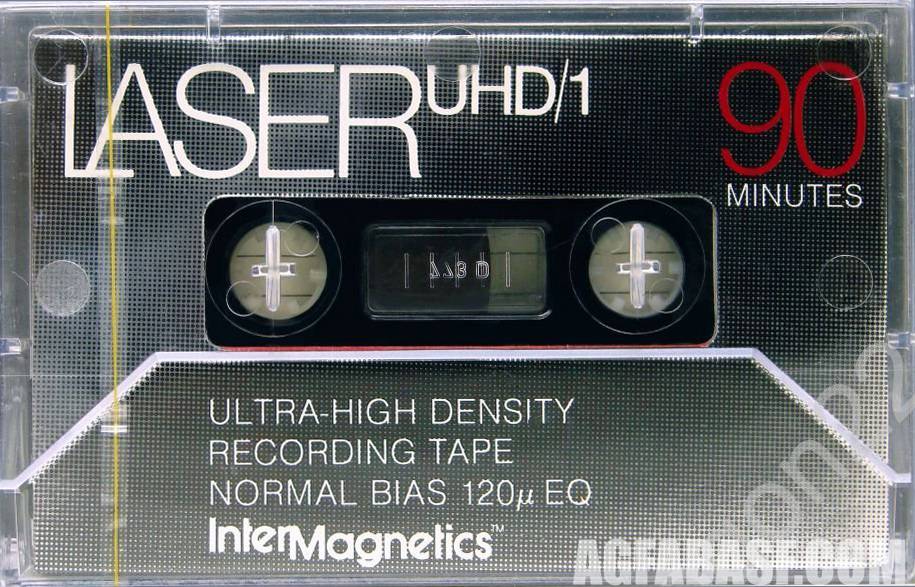 LASER UHD/1
90
MINUTES
ULTRA-HIGH DENSITY
RECORDING TAPE
NORMAL BIAS 120µ EQ
InterMagnetics™
AGFABASF.COM